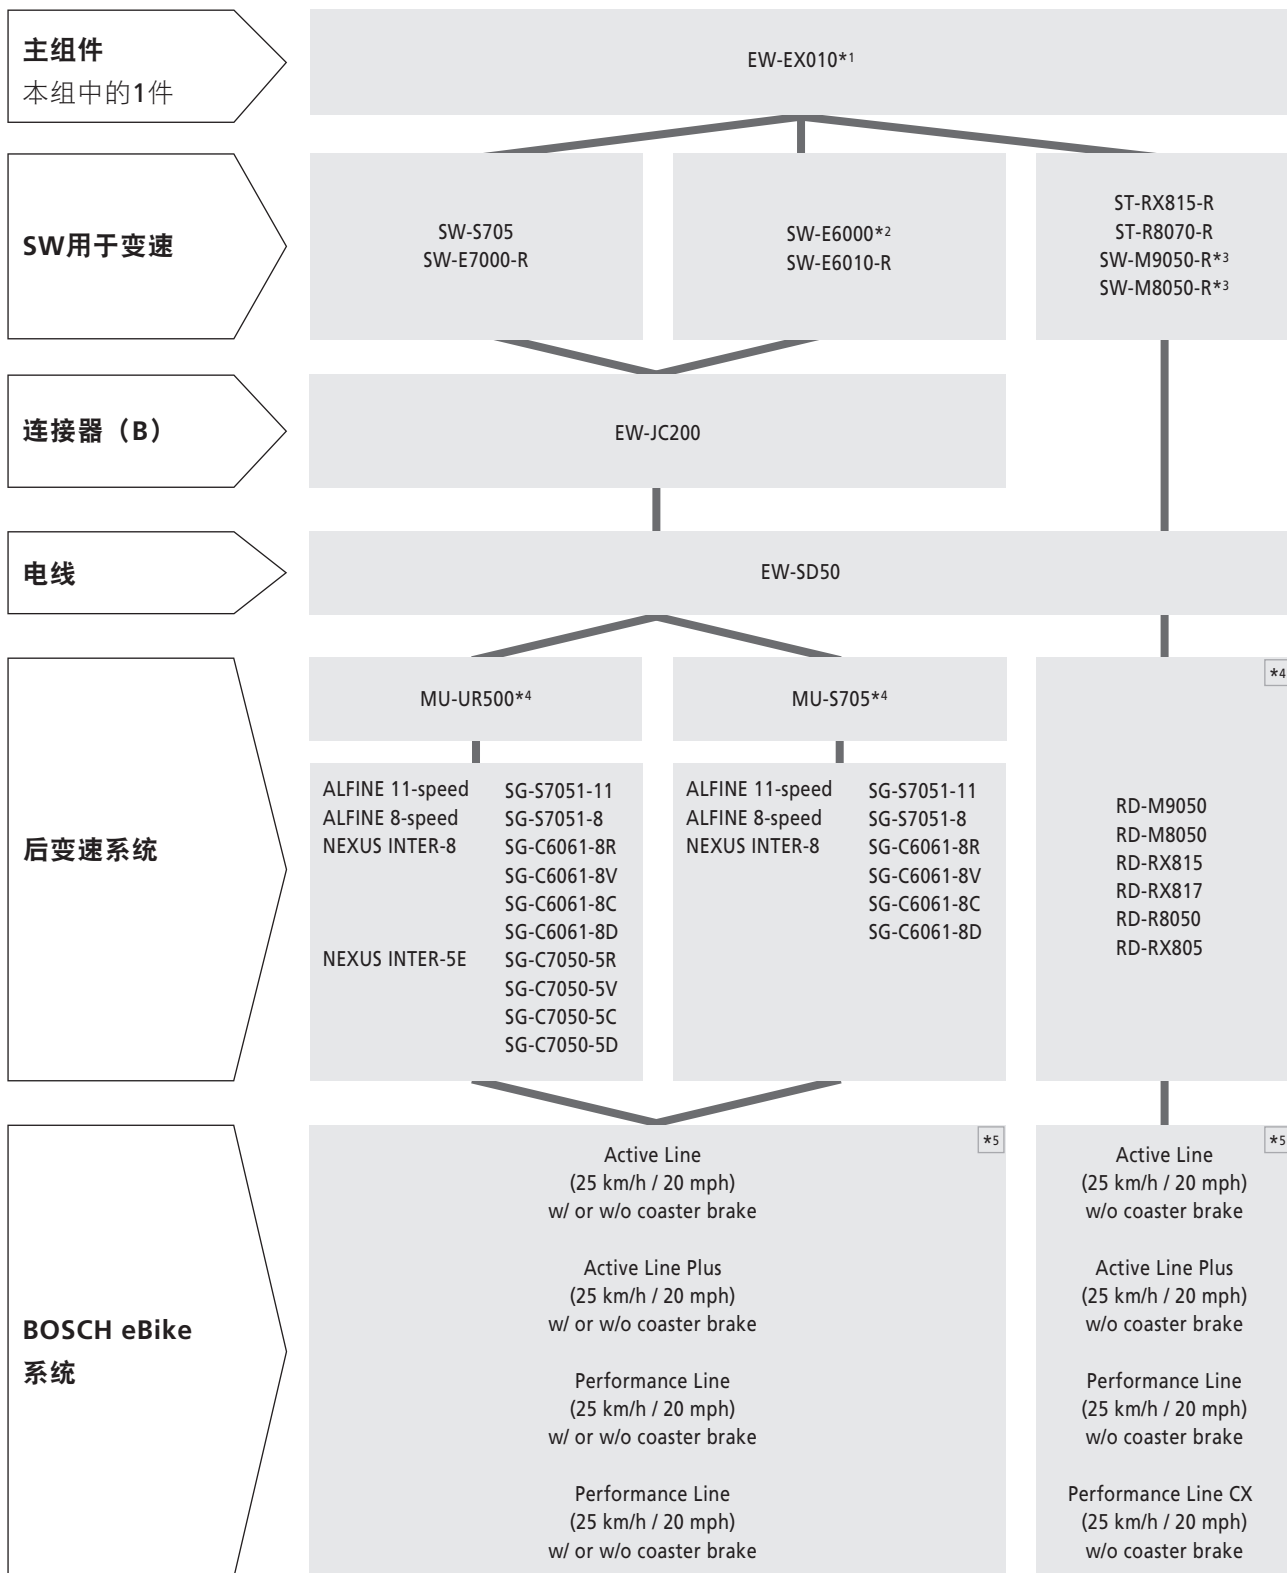 主组件
本组中的1件
EW-EX010*1
SW用于变速
SW-S705
SW-E7000-R
SW-E6000*2
SW-E6010-R
ST-RX815-R
ST-R8070-R
SW-M9050-R*3
SW-M8050-R*3
连接器（B）
EW-JC200
电线
EW-SD50
后变速系统
MU-UR500*4
MU-S705*4
*4
ALFINE 11-speed SG-S7051-11
ALFINE 8-speed SG-S7051-8
NEXUS INTER-8 SG-C6061-8R
SG-C6061-8V
SG-C6061-8C
SG-C6061-8D
NEXUS INTER-5E SG-C7050-5R
SG-C7050-5V
SG-C7050-5C
SG-C7050-5D
ALFINE 11-speed SG-S7051-11
ALFINE 8-speed SG-S7051-8
NEXUS INTER-8 SG-C6061-8R
SG-C6061-8V
SG-C6061-8C
SG-C6061-8D
RD-M9050
RD-M8050
RD-RX815
RD-RX817
RD-R8050
RD-RX805
BOSCH eBike
系统
*5
Active Line
(25 km/h / 20 mph)
w/ or w/o coaster brake
Active Line Plus
(25 km/h / 20 mph)
w/ or w/o coaster brake
Performance Line
(25 km/h / 20 mph)
w/ or w/o coaster brake
Performance Line
(25 km/h / 20 mph)
w/ or w/o coaster brake
*5
Active Line
(25 km/h / 20 mph)
w/o coaster brake
Active Line Plus
(25 km/h / 20 mph)
w/o coaster brake
Performance Line
(25 km/h / 20 mph)
w/o coaster brake
Performance Line CX
(25 km/h / 20 mph)
w/o coaster brake